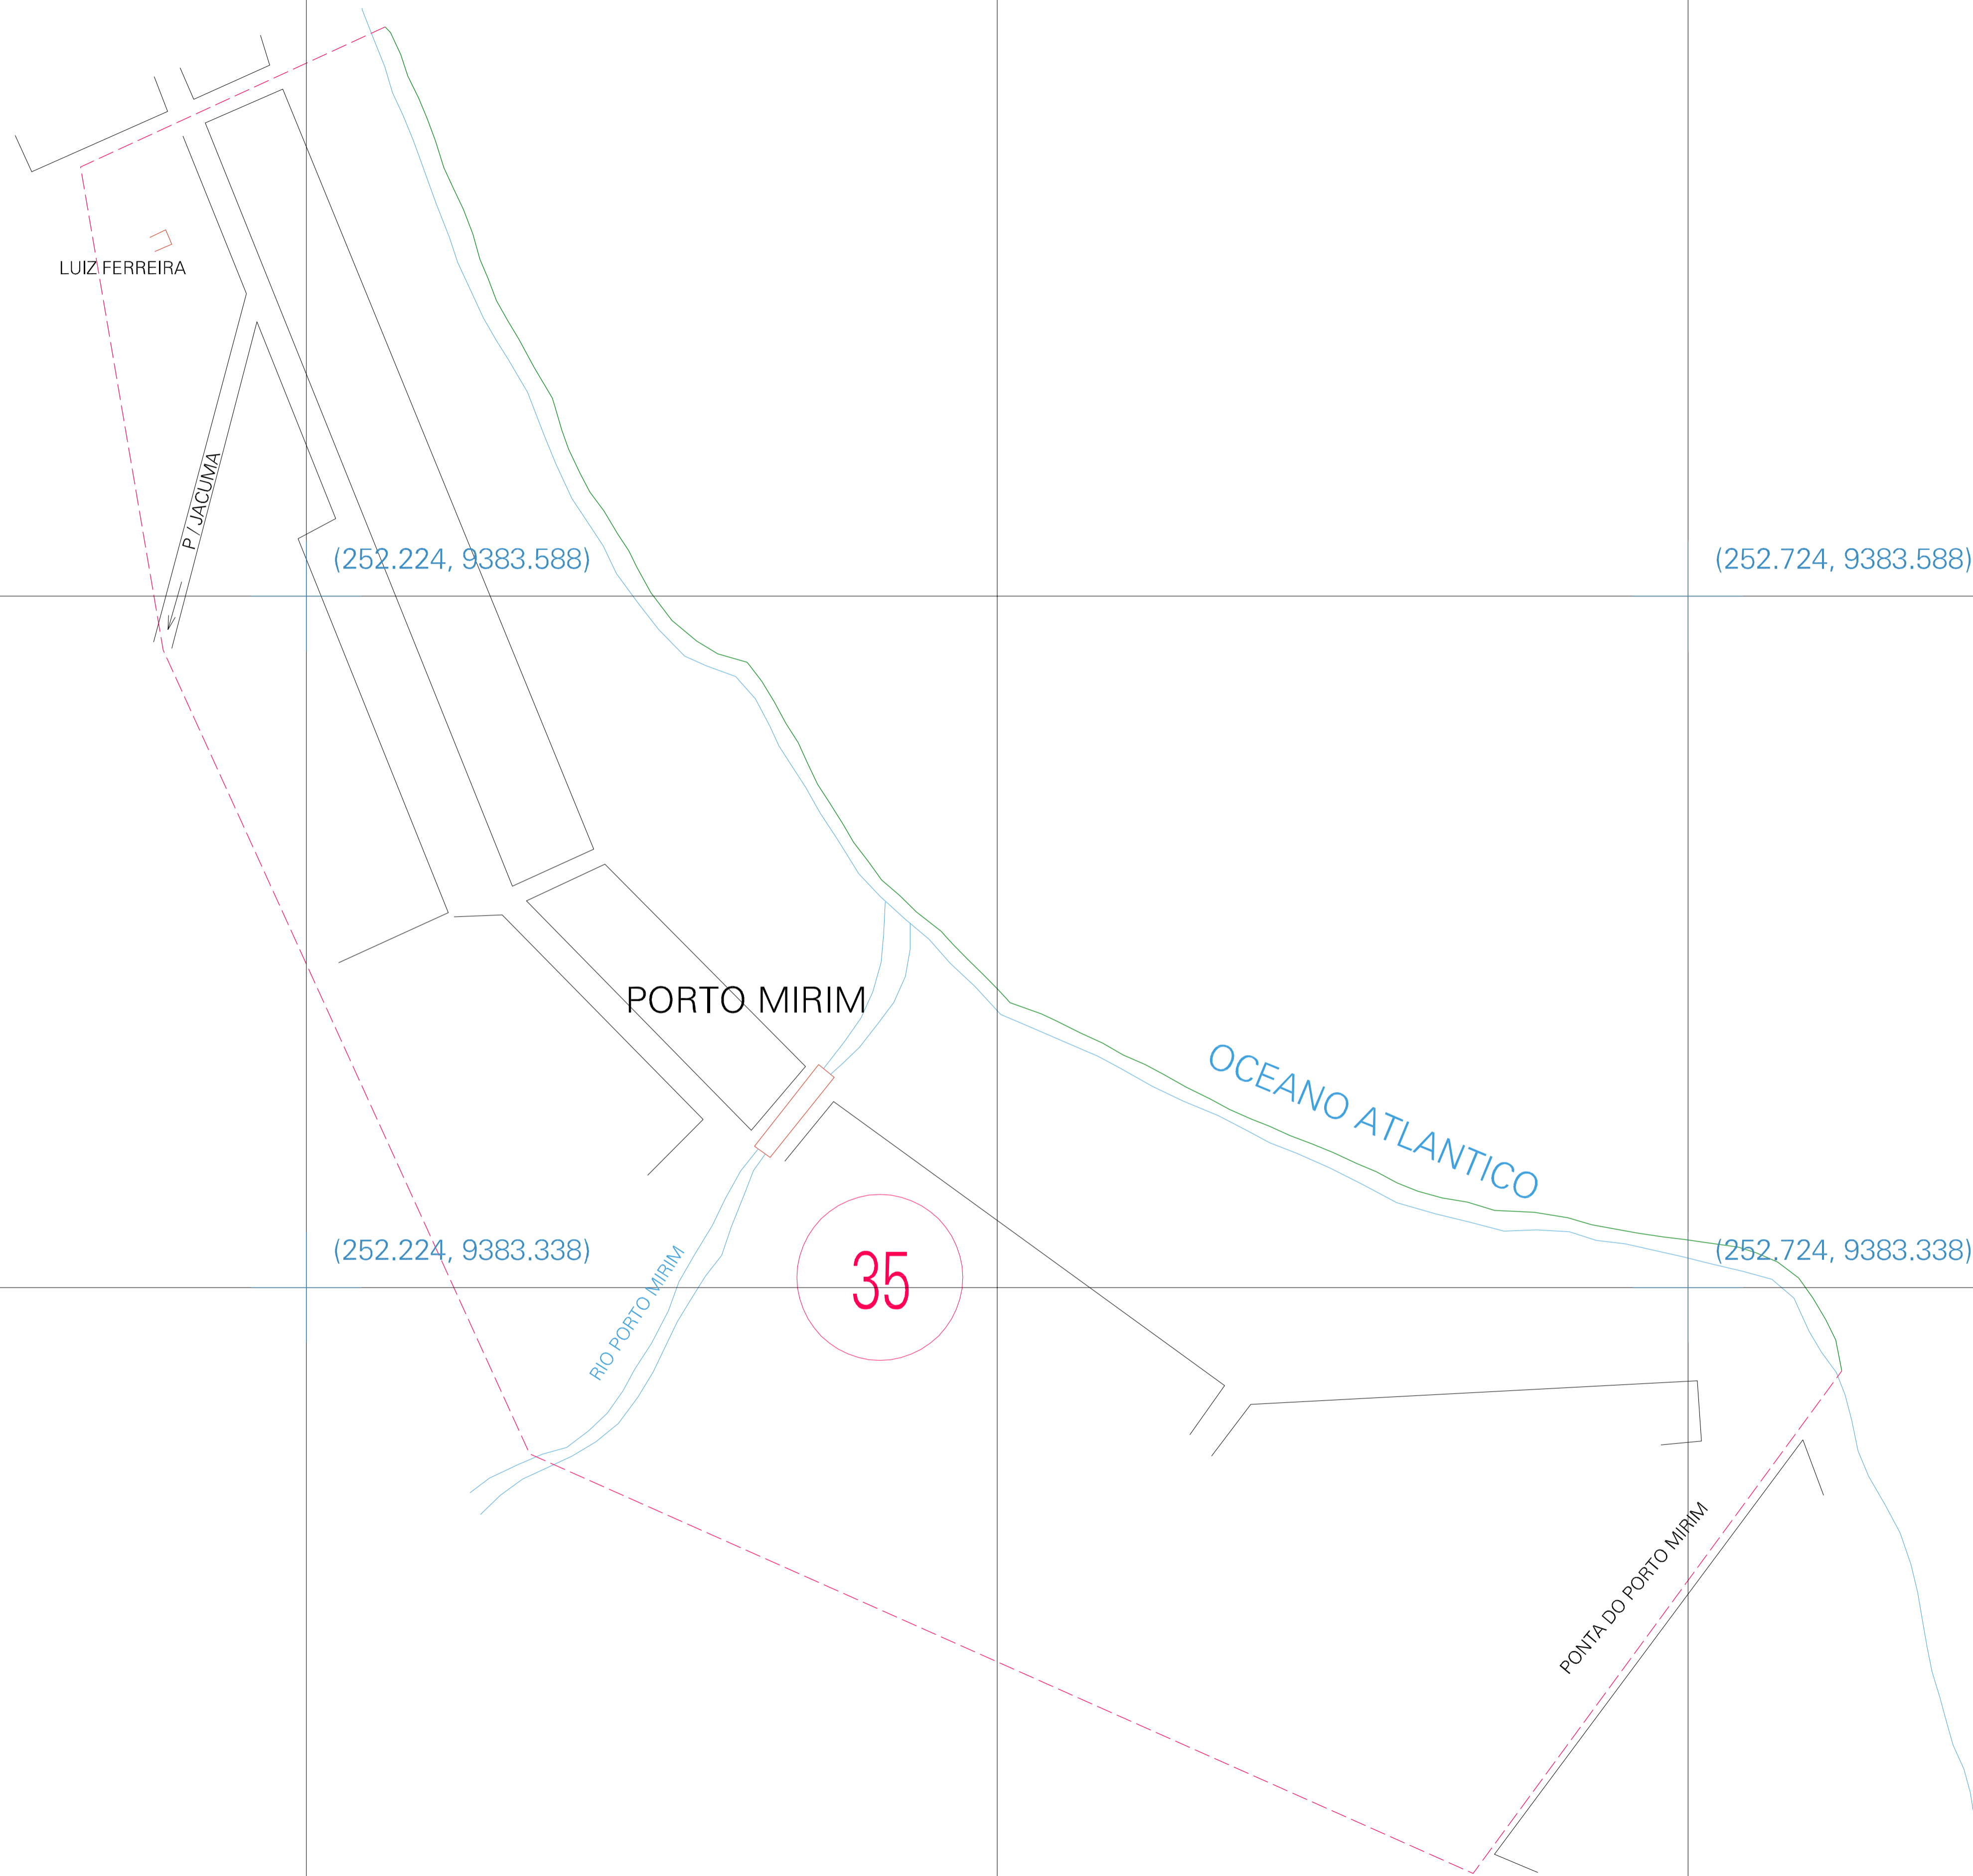 LUIZ FERREIRA
P / JACUMA
(252.224, 9383.588)
(252.724, 9383.588)
PORTO MIRIM
OCEANO ATLANTICO
(252.224, 9383.338)
(252.724, 9383.338)
35
RIO PORTO MIRIM
PONTA DO PORTO MIRIM